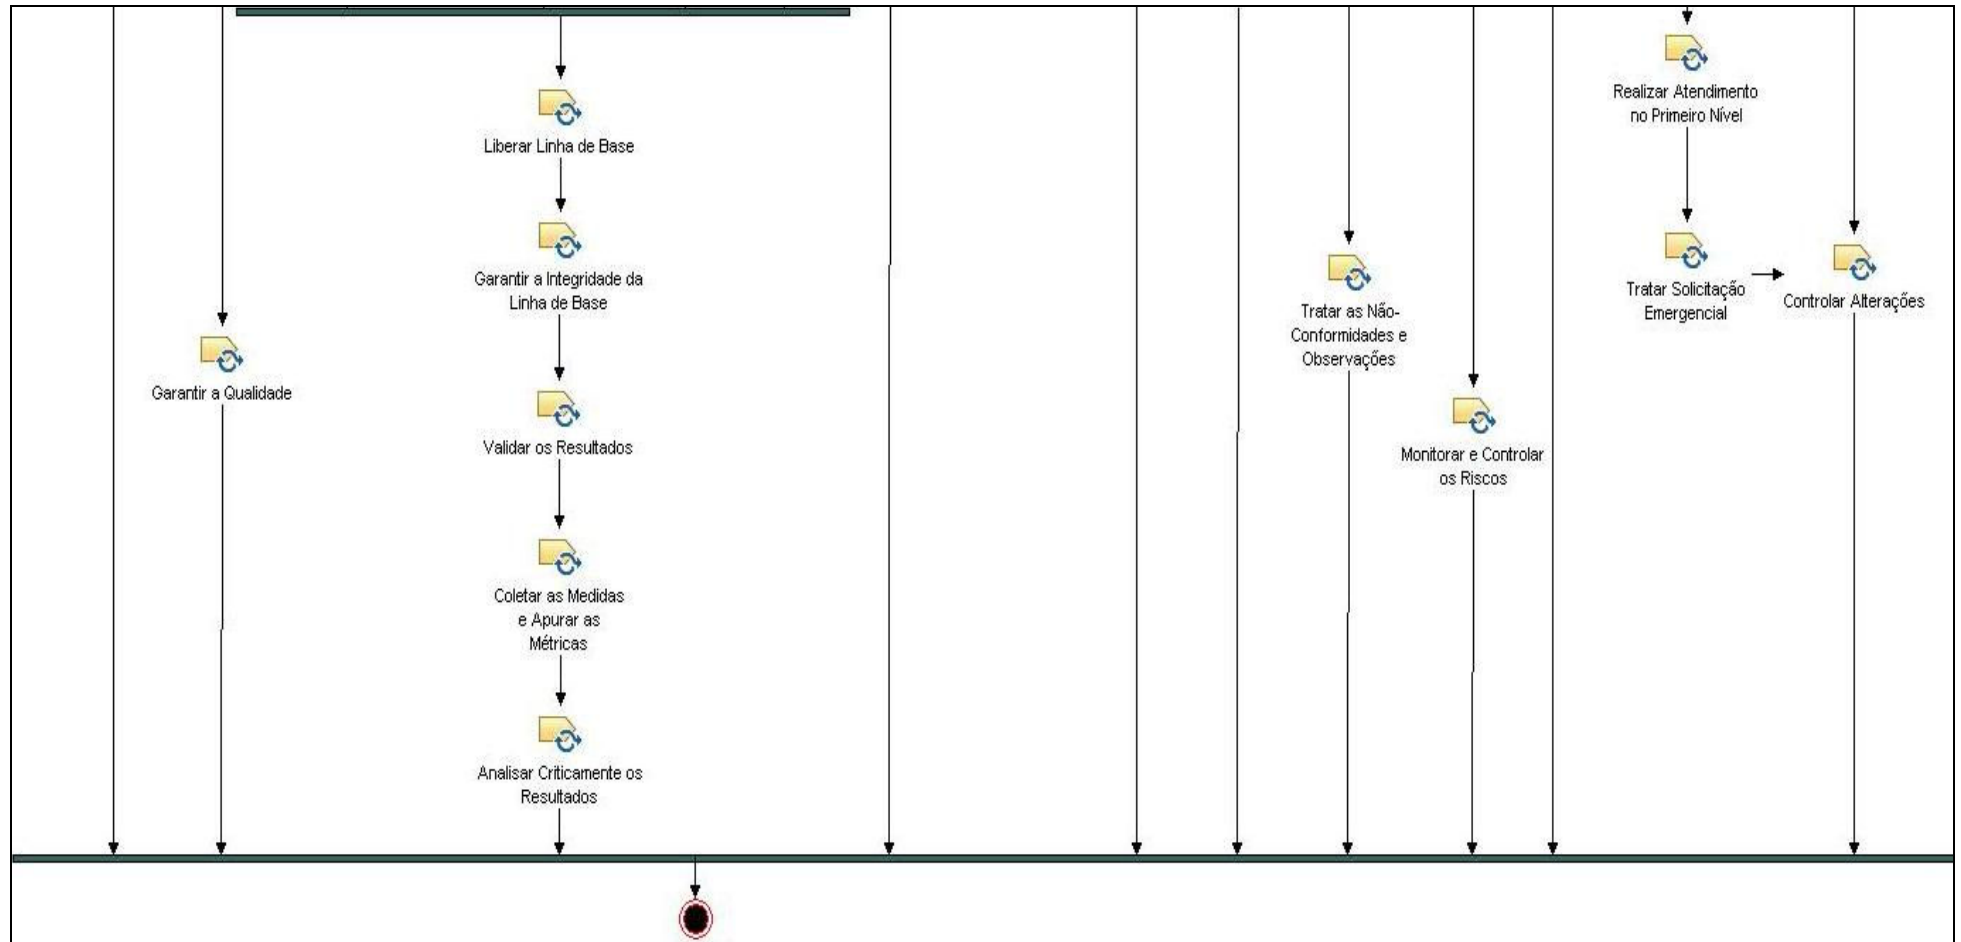 Realizar Atendimento
no Primeiro Nível
Liberar Linha de Base
Garantir a Integridade da
Linha de Base
Tratar Solicitação
Emergencial
Controlar Alterações
Tratar as Não-
Conformidades e
Observações
Garantir a Qualidade
Validar os Resultados
Monitorar e Controlar
os Riscos
Coletar as Medidas
e Apurar as
Métricas
Analisar Criticamente os
Resultados